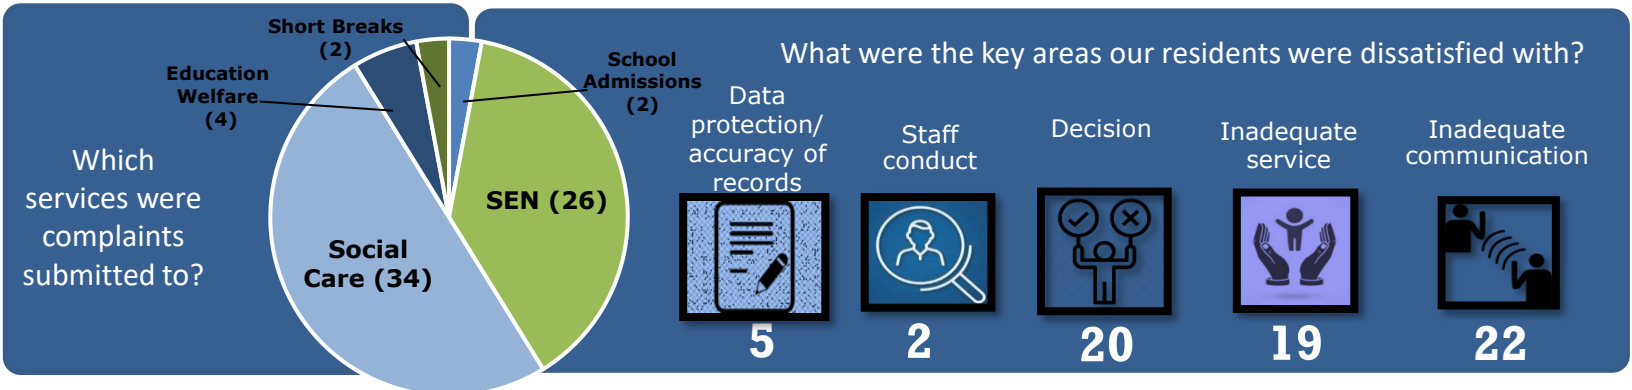 Which
services were
complaints
submitted to?
Short Breaks
(2)
Education
Welfare
(4)
School
Admissions
(2)
SEN (26)
Social
Care (34)
What were the key areas our residents were dissatisfied with?
Data
protection/
accuracy of
records
5
Staff
conduct
2
Decision
20
Inadequate
service
19
Inadequate
communication
22